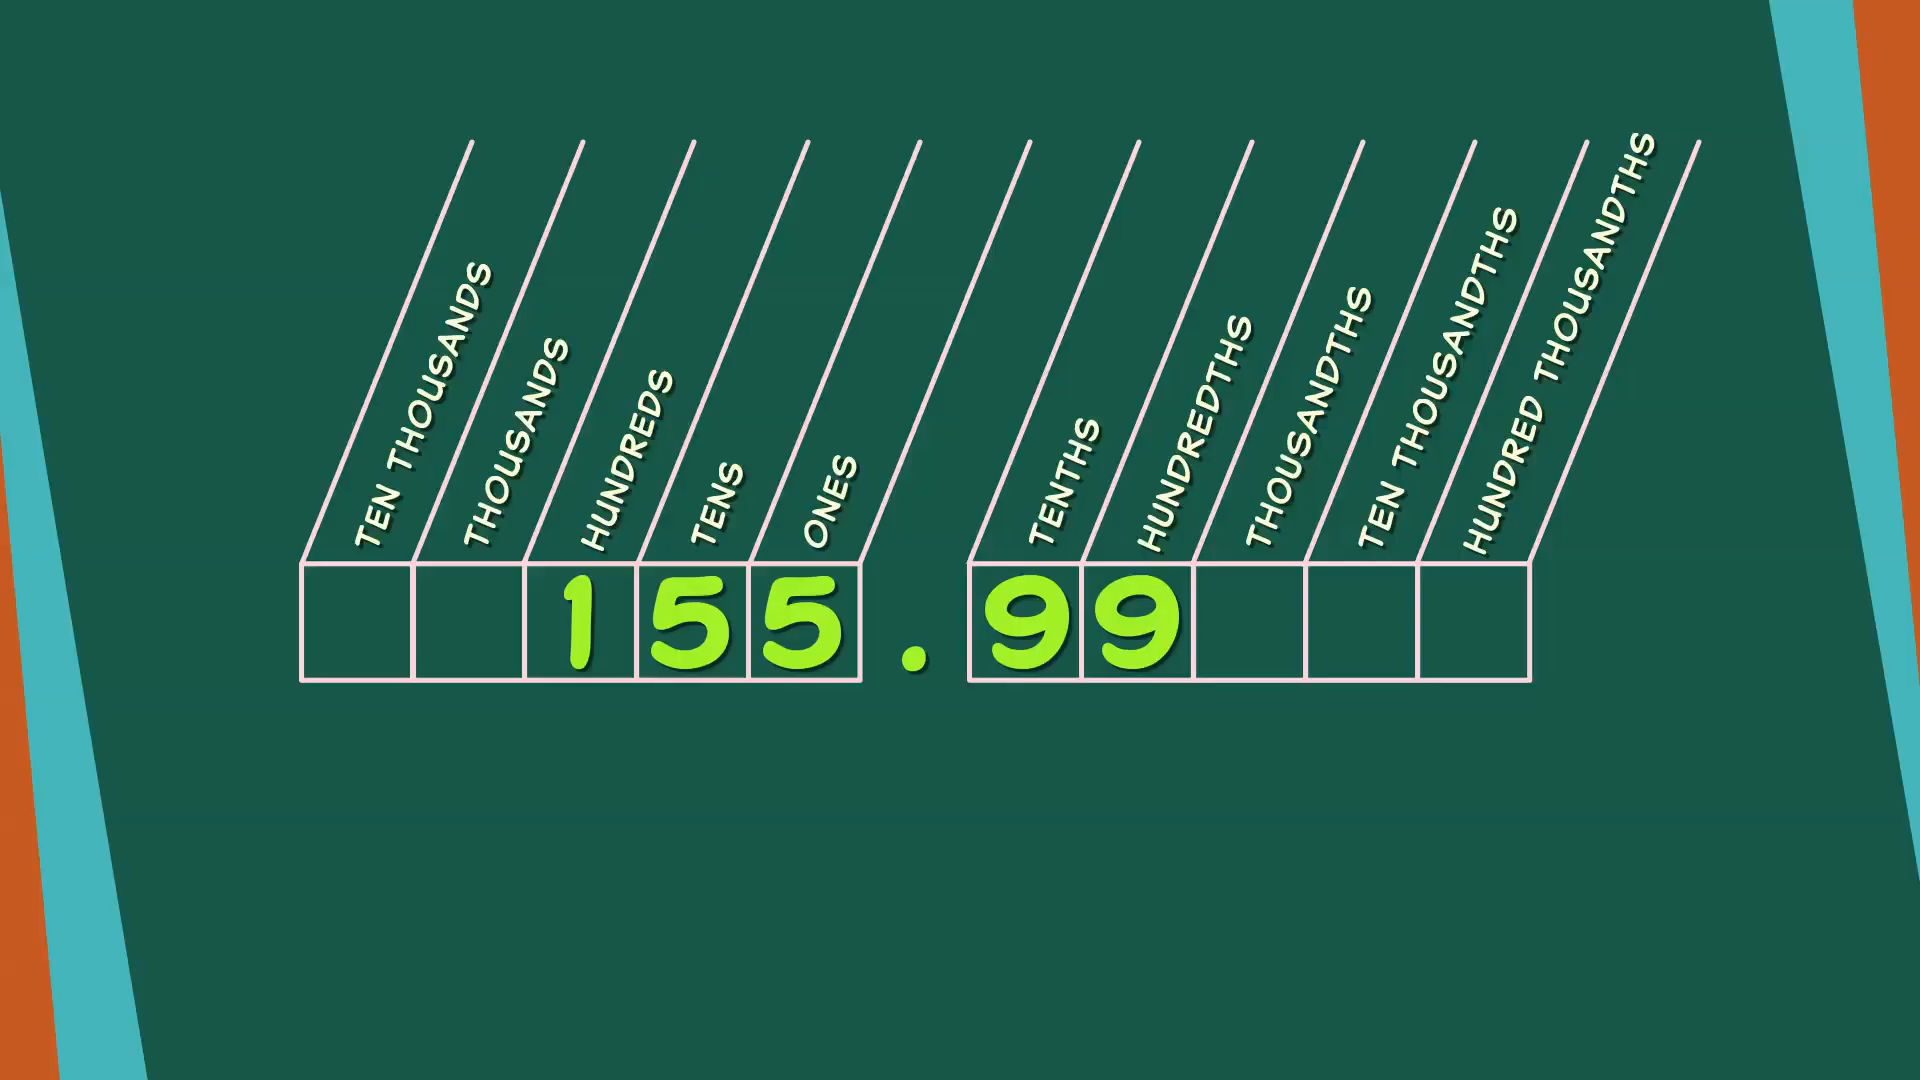 TEN THOUSANDS
THOUSANDS
HUNDREDS
TENS
ONES
TENTHS
HUNDREDTHS
THOUSANDTHS
TEN THOUSANDTHS
HUNDRED THOUSANDTHS
155.99